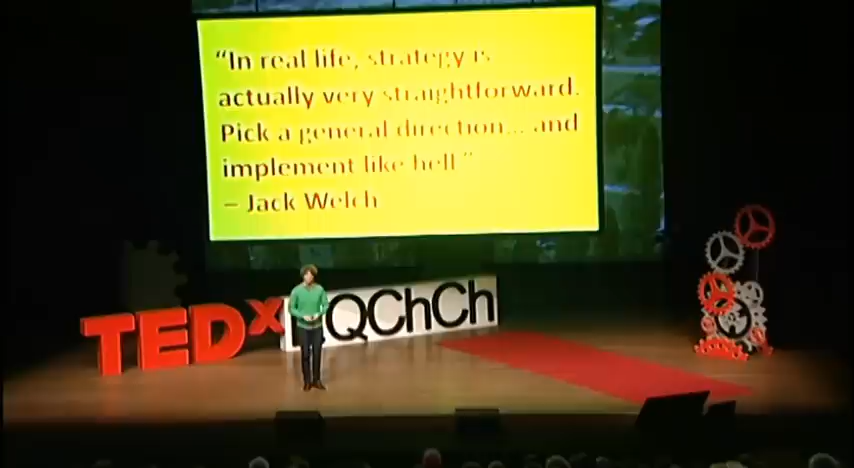 “In real life, strategy is
actually very straightforward.
Pick a general direction... and
implement like hell”
– Jack Welch
TEDx
QChCh